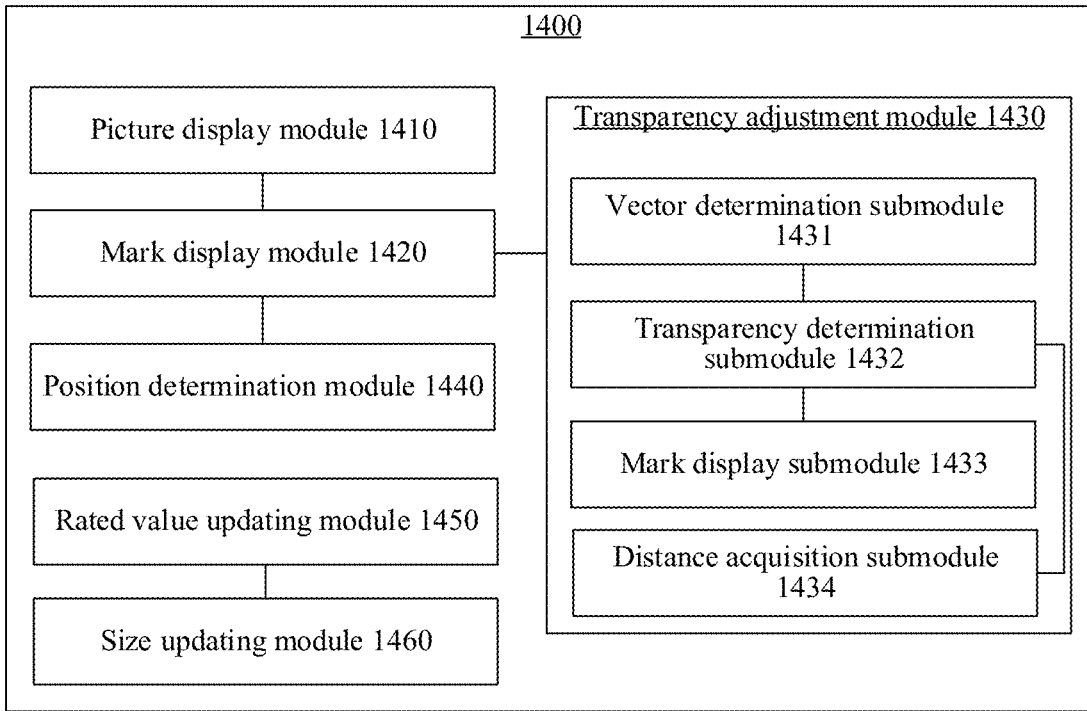 1400
Picture display module 1410
Mark display module 1420
Position determination module 1440
Rated value updating module 1450
Size updating module 1460
Transparency adjustment module 1430
Vector determination submodule
1431
Transparency determination
submodule 1432
Mark display submodule 1433
Distance acquisition submodule
1434